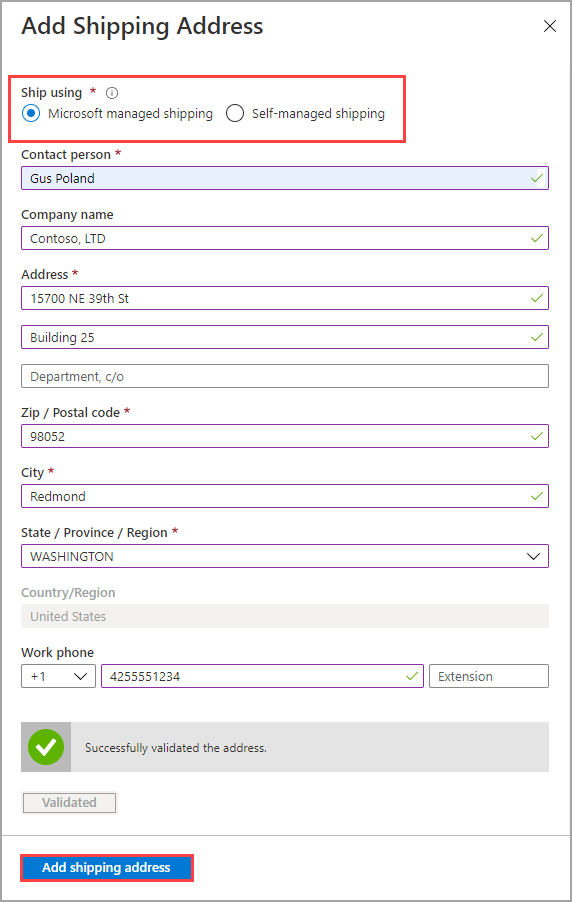 Add Shipping Address
Ship using *
Microsoft managed shipping Self-managed shipping
Contact person *
Gus Poland
Company name
Contoso, LTD
Address *
15700 NE 39th St
Building 25
Department, c/o
Zip / Postal code *
98052
City *
Redmond
State / Province / Region *
WASHINGTON
Country/Region
United States
Work phone
+1 4255551234 Extension
Successfully validated the address.
Validated
Add shipping address